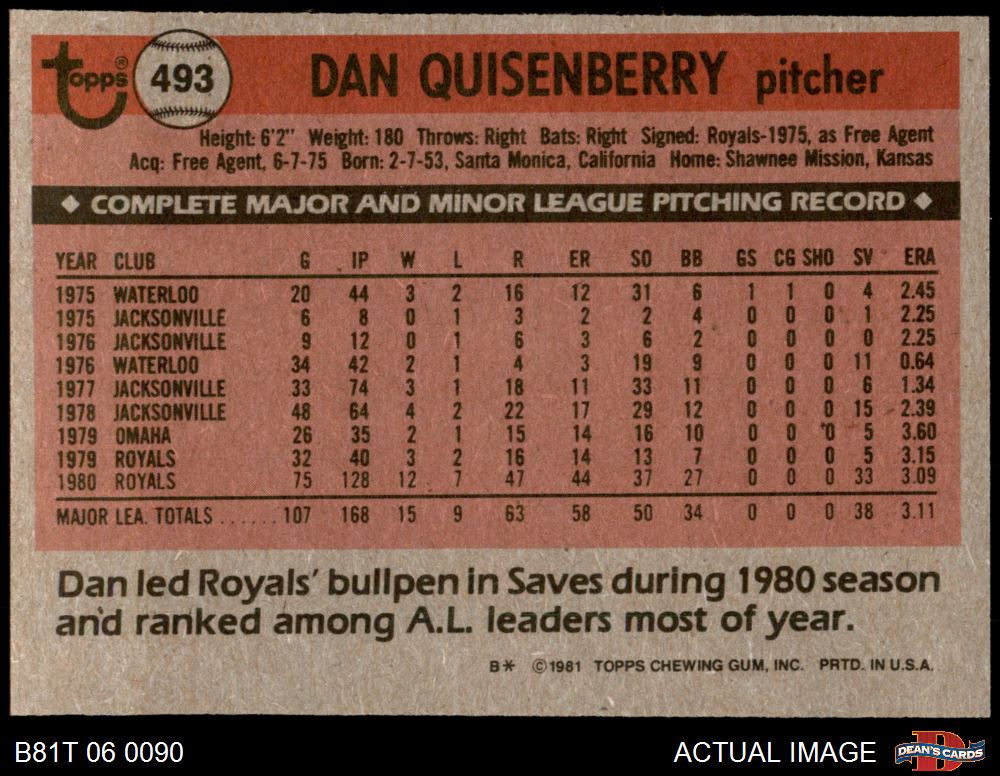 topps® 493 DAN QUISENBERRY pitcher
Height: 6'2" Weight: 180 Throws: Right Bats: Right Signed: Royals-1975, as Free Agent
Acq: Free Agent, 6-7-75 Born: 2-7-53, Santa Monica, California Home: Shawnee Mission, Kansas
◆ COMPLETE MAJOR AND MINOR LEAGUE PITCHING RECORD ◆
YEAR CLUB G IP W L R ER SO BB GS CG SHO SV ERA
1975 WATERLOO 20 44 3 2 16 12 31 6 1 1 0 4 2.45
1975 JACKSONVILLE 6 8 0 1 3 2 2 4 0 0 0 1 2.25
1976 JACKSONVILLE 9 12 0 1 6 3 6 2 0 0 0 0 2.25
1976 WATERLOO 34 42 2 1 4 3 19 9 0 0 0 11 0.64
1977 JACKSONVILLE 33 74 3 1 18 11 33 11 0 0 0 6 1.34
1978 JACKSONVILLE 48 64 4 2 22 17 29 12 0 0 0 15 2.39
1979 OMAHA 26 35 2 1 15 14 16 10 0 0 0 5 3.60
1979 ROYALS 32 40 3 2 16 14 13 7 0 0 0 5 3.15
1980 ROYALS 75 128 12 7 47 44 37 27 0 0 0 33 3.09
MAJOR LEA. TOTALS ...... 107 168 15 9 63 58 50 34 0 0 0 38 3.11
Dan led Royals' bullpen in Saves during 1980 season
and ranked among A.L. leaders most of year.
B* ©1981 TOPPS CHEWING GUM, INC. PRTD. IN U.S.A.
B81T 06 0090 ACTUAL IMAGE DEAN'S CARDS